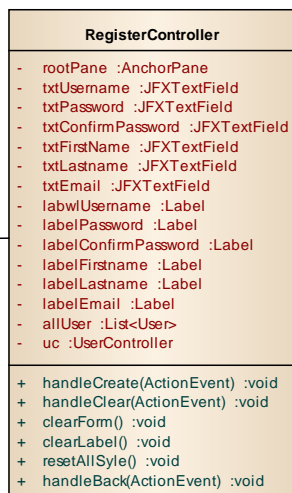 RegisterController
- rootPane :AnchorPane
- txtUsername :JFXTextField
- txtPassword :JFXTextField
- txtConfirmPassword :JFXTextField
- txtFirstName :JFXTextField
- txtLastname :JFXTextField
- txtEmail :JFXTextField
- labwlUsername :Label
- labelPassword :Label
- labelConfirmPassword :Label
- labelFirstname :Label
- labelLastname :Label
- labelEmail :Label
- allUser :List<User>
- uc :UserController
+ handleCreate(ActionEvent) :void
+ handleClear(ActionEvent) :void
+ clearForm() :void
+ clearLabel() :void
+ resetAllSyle() :void
+ handleBack(ActionEvent) :void